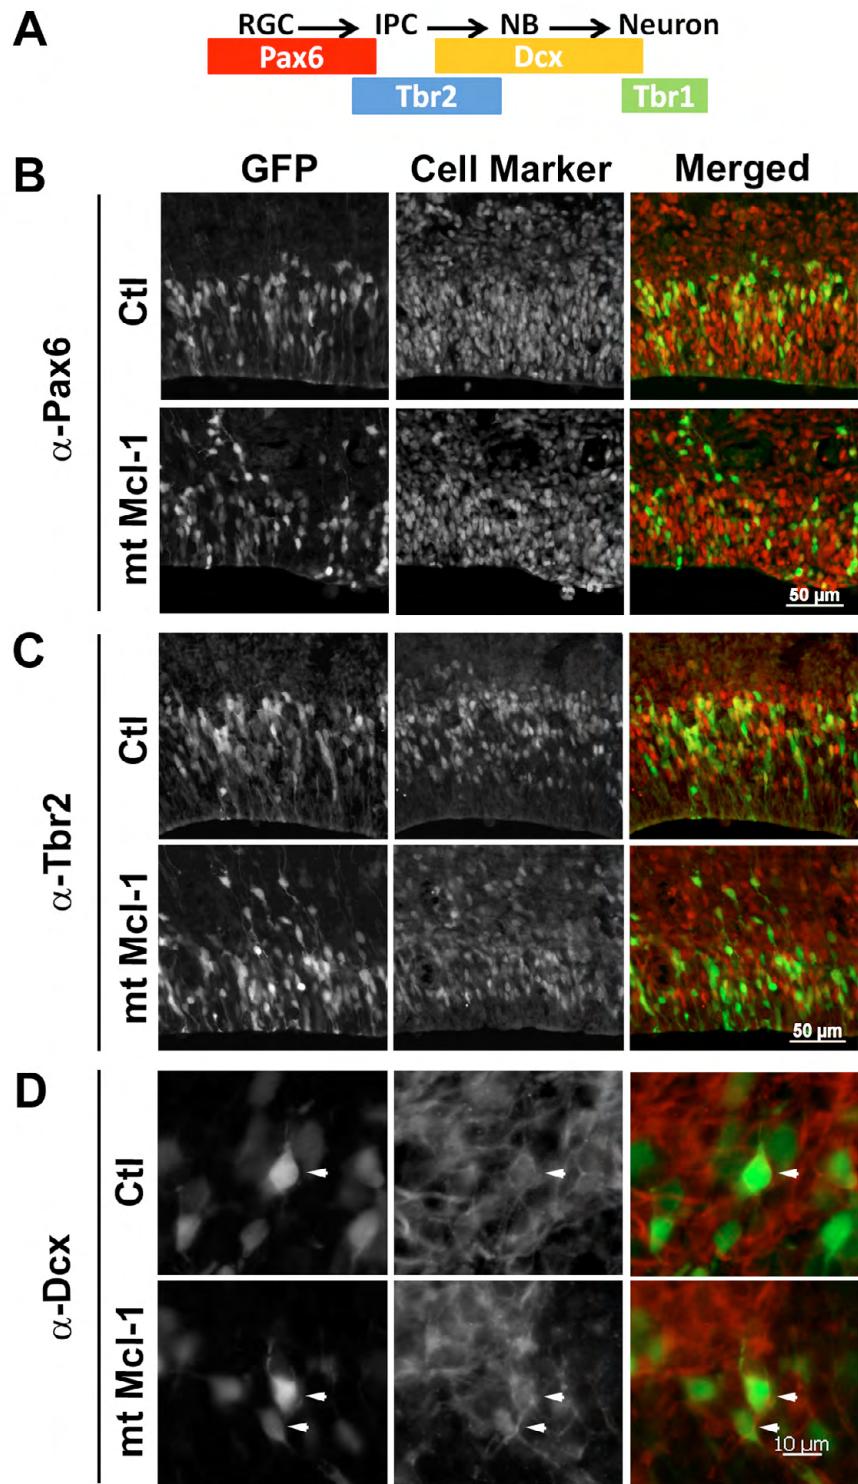 A
RGC → IPC → NB → Neuron
Pax6
Dcx
Tbr2
Tbr1
B
GFP
Cell Marker
Merged
α-Pax6
Ctl
mt Mcl-1
50 µm
C
α-Tbr2
Ctl
mt Mcl-1
50 µm
D
α-Dcx
Ctl
mt Mcl-1
10 µm